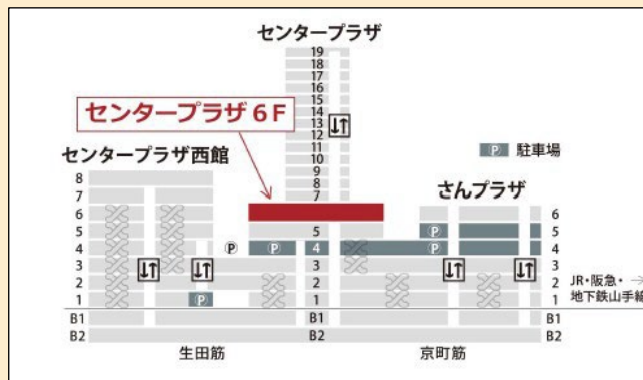 センタープラザ
19
18
17
16
15
14
13
12
11
10
9
8
7
センタープラザ6F
センタープラザ西館
P 駐車場
さんプラザ
8
7
6 6
5 5 P 5
4 P P 4 P 4
3 3 3
2 2 2
1 P 1 1
JR・阪急・→
地下鉄山手線
B1 B1 B1
B2 B2 B2
生田筋 京町筋